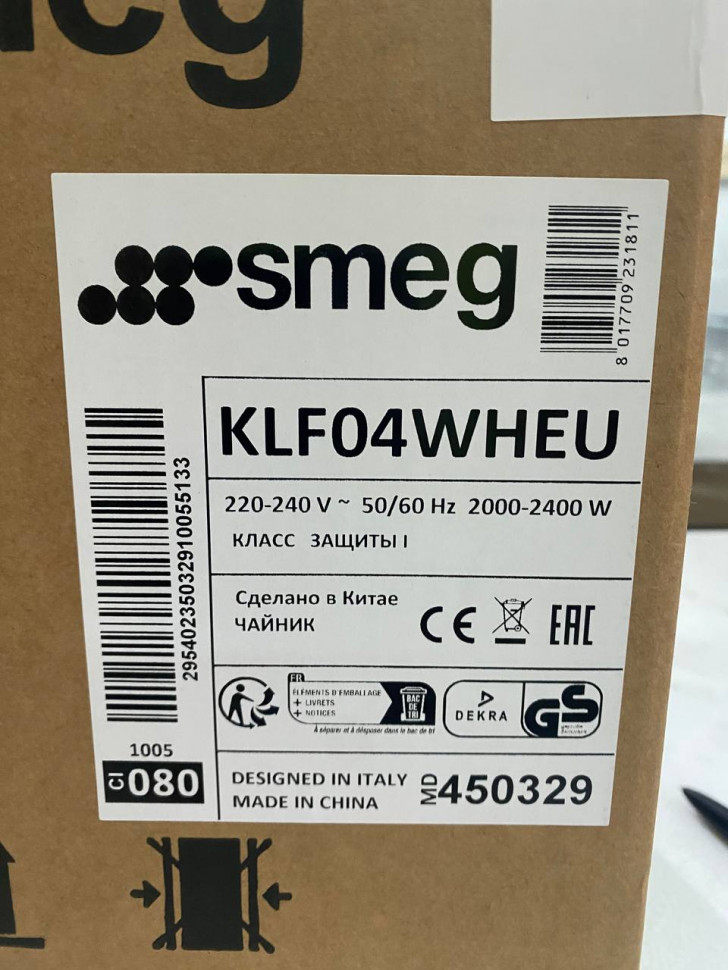 smeg
8 017709 231811
KLF04WHEU
220-240 V ~ 50/60 Hz 2000-2400 W
КЛАСС ЗАЩИТЫ I
29540235032910055133
Сделано в Китае
ЧАЙНИК
CE
EAC
FR
ÉLÉMENTS D'EMBALLAGE
+ LIVRETS
+ NOTICES
BAC
DE
TRI
À séparer et à déposer dans le bac de tri
DEKRA
GS
1005
CI 080
DESIGNED IN ITALY
MADE IN CHINA
MD 450329